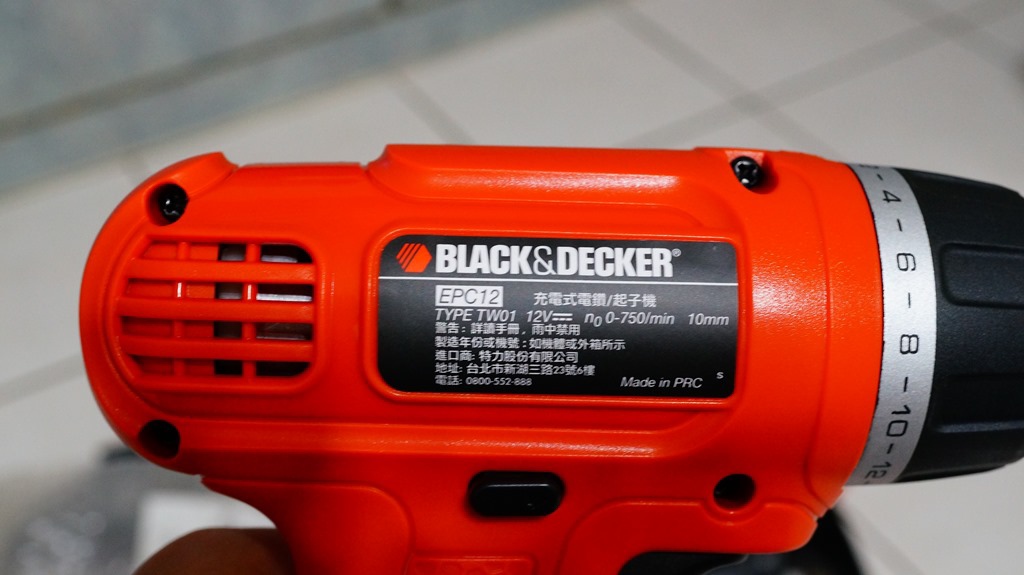 BLACK&DECKER®
EPC12 充電式電鑽/起子機
TYPE TW01 12V⎓ n0 0-750/min 10mm
警告: 詳讀手冊, 雨中禁用
製造年份或機號: 如機體或外箱所示
進口商: 特力股份有限公司
地址: 台北市新湖三路23號6樓
電話: 0800-552-888
Made in PRC
S
4 - 6 - 8 - 10 - 12